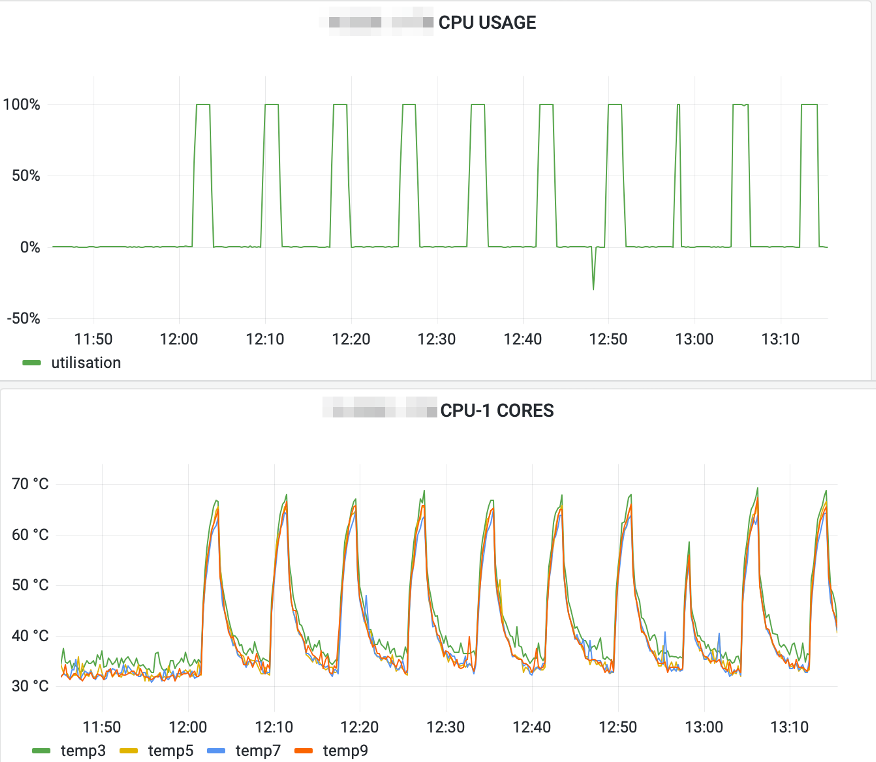 CPU USAGE
100%
50%
0%
-50%
11:50 12:00 12:10 12:20 12:30 12:40 12:50 13:00 13:10
utilisation
CPU-1 CORES
70 °C
60 °C
50 °C
40 °C
30 °C
11:50 12:00 12:10 12:20 12:30 12:40 12:50 13:00 13:10
temp3 temp5 temp7 temp9